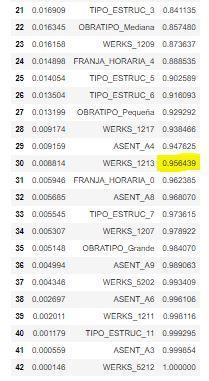 21 0.016909 TIPO_ESTRUC_3 0.841135
22 0.016345 OBRATIPO_Mediana 0.857480
23 0.016158 WERKS_1209 0.873637
24 0.014898 FRANJA_HORARIA_4 0.888535
25 0.014054 TIPO_ESTRUC_5 0.902589
26 0.013504 TIPO_ESTRUC_6 0.916093
27 0.013199 OBRATIPO_Pequeña 0.929292
28 0.009174 WERKS_1217 0.938466
29 0.009159 ASENT_A4 0.947625
30 0.008814 WERKS_1213 0.956439
31 0.005946 FRANJA_HORARIA_0 0.962385
32 0.005685 ASENT_A8 0.968070
33 0.005545 TIPO_ESTRUC_7 0.973615
34 0.005307 WERKS_1207 0.978922
35 0.005148 OBRATIPO_Grande 0.984070
36 0.004994 ASENT_A9 0.989063
37 0.004346 WERKS_5202 0.993409
38 0.002697 ASENT_A6 0.996106
39 0.002011 WERKS_1211 0.998116
40 0.001179 TIPO_ESTRUC_11 0.999295
41 0.000559 ASENT_A3 0.999854
42 0.000146 WERKS_5212 1.000000